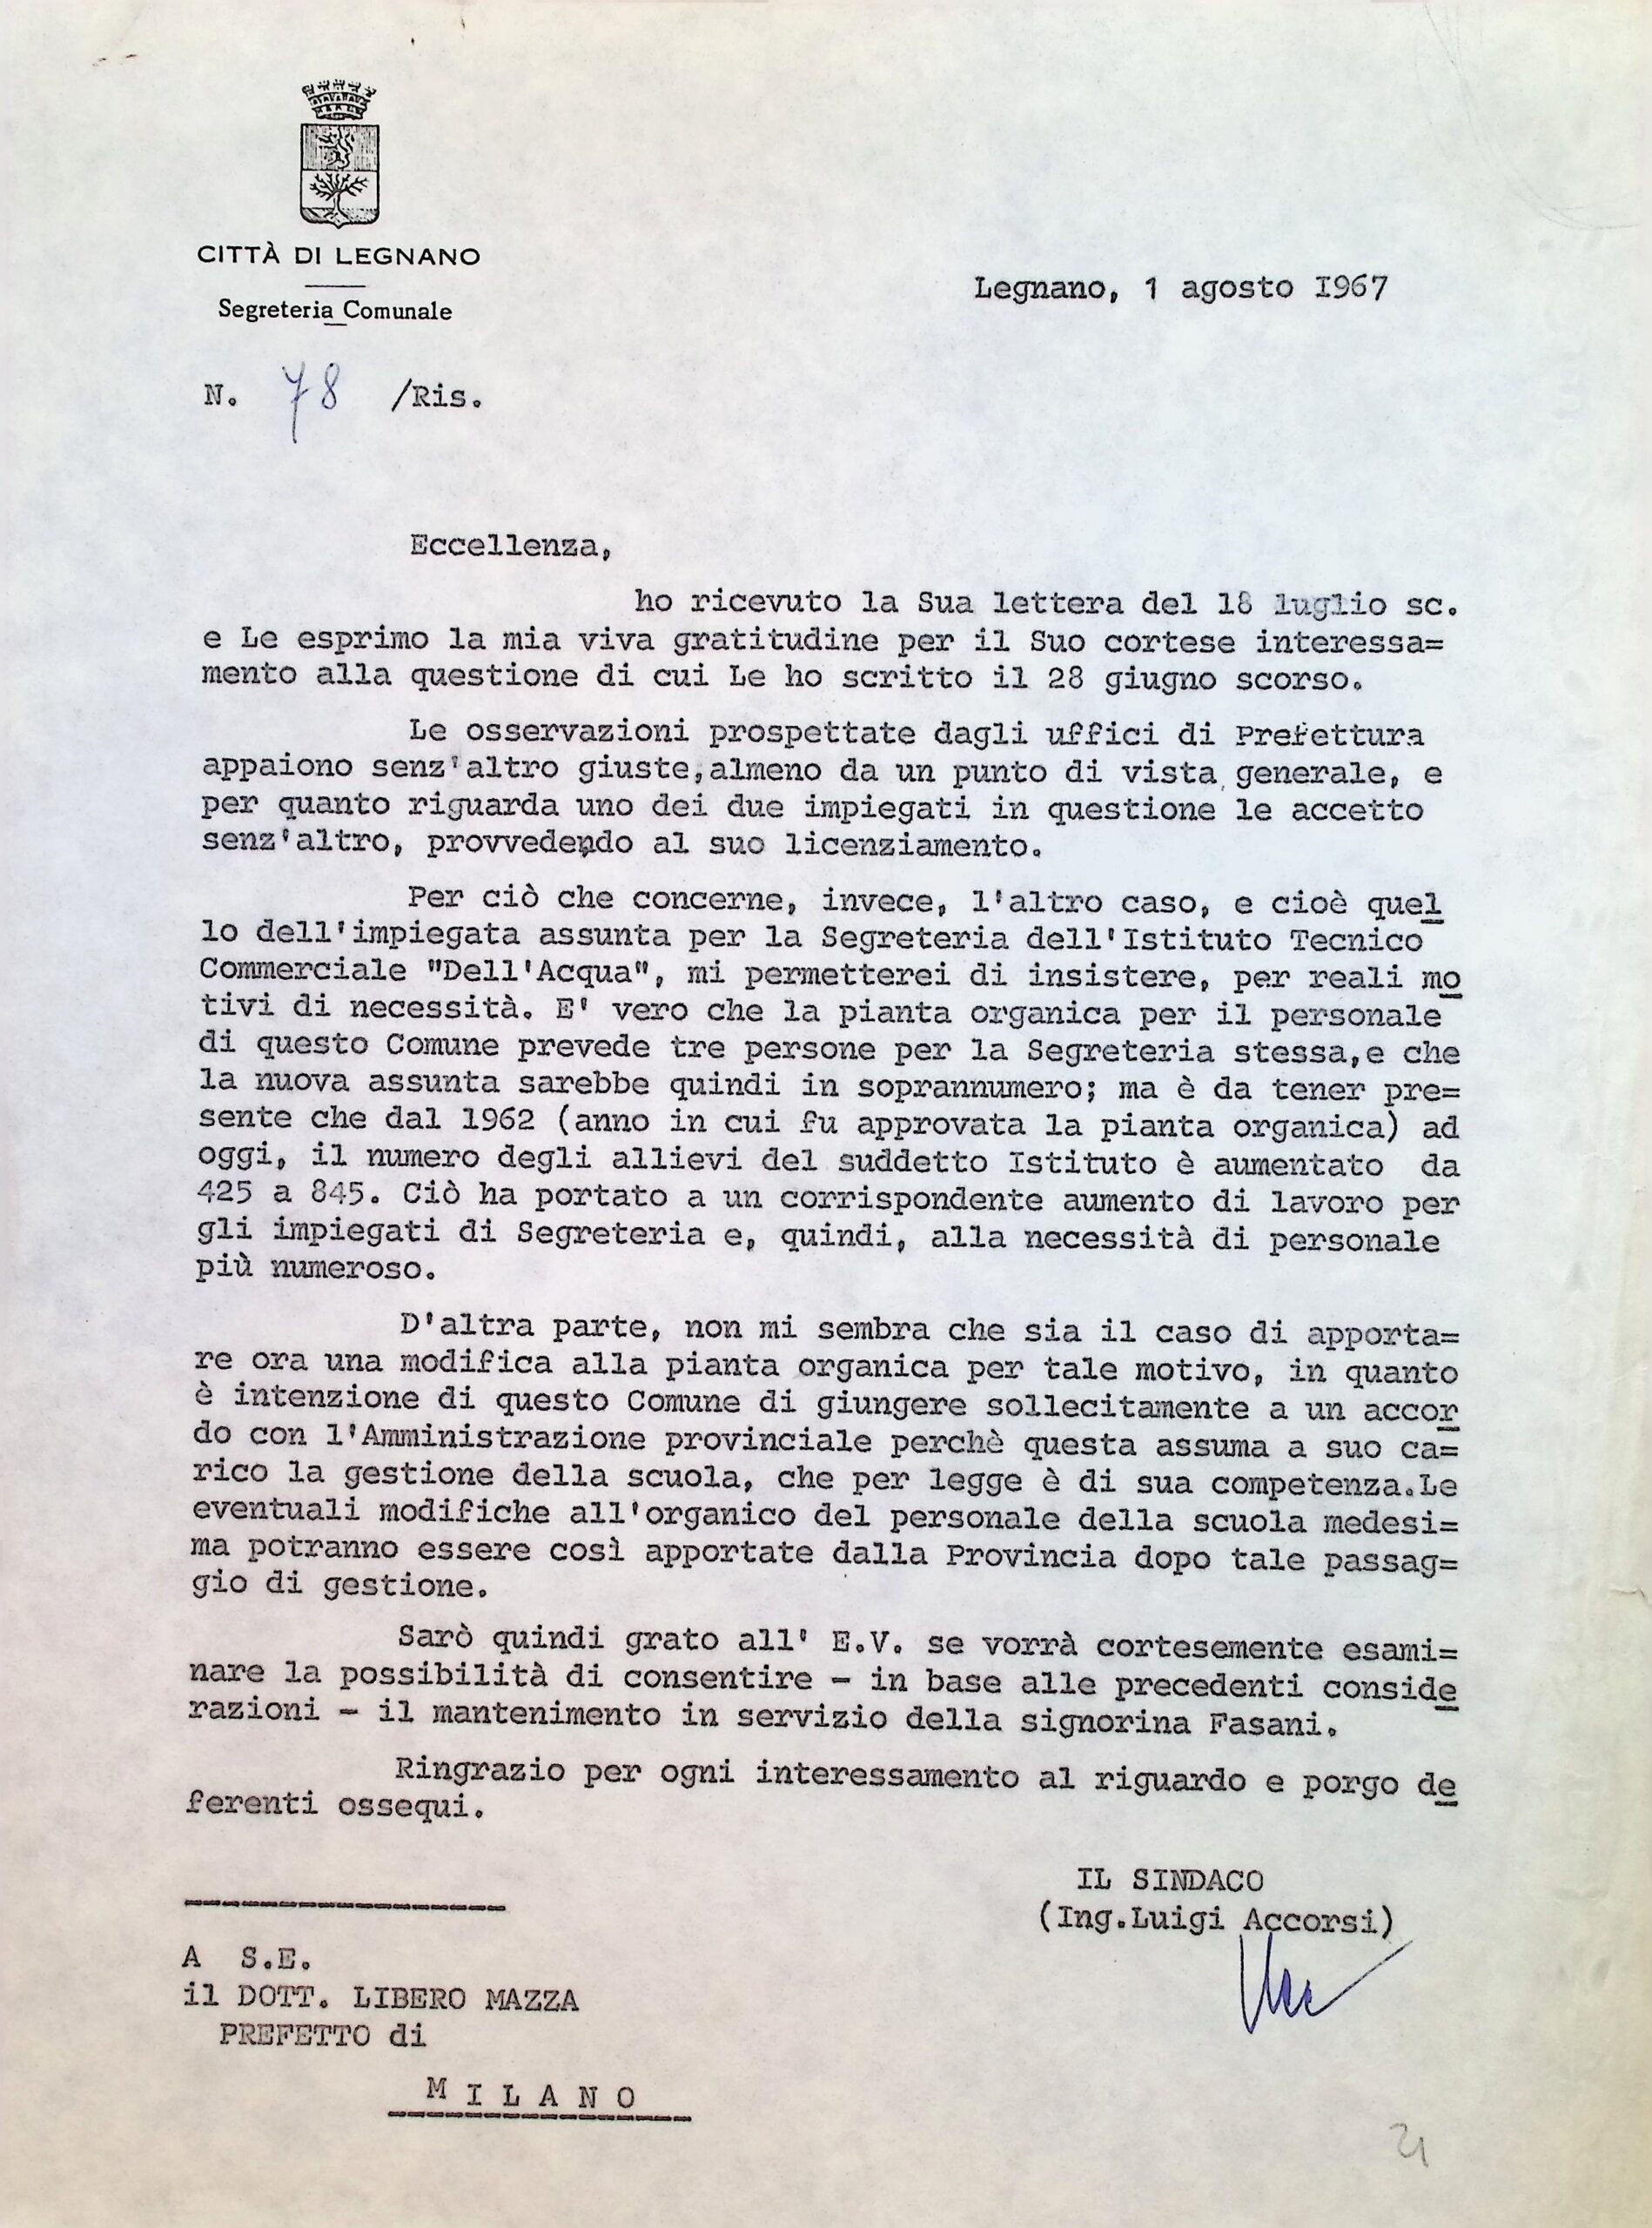 CITTÀ DI LEGNANO
Segreteria Comunale
Legnano, 1 agosto I967
N. 78 /Ris.
Eccellenza,
ho ricevuto la Sua lettera del 18 luglio sc.
e Le esprimo la mia viva gratitudine per il Suo cortese interessa=
mento alla questione di cui Le ho scritto il 28 giugno scorso.
Le osservazioni prospettate dagli uffici di Prefettura
appaiono senz'altro giuste,almeno da un punto di vista generale, e
per quanto riguarda uno dei due impiegati in questione le accetto
senz'altro, provvedendo al suo licenziamento.
Per ciò che concerne, invece, l'altro caso, e cioè quel
lo dell'impiegata assunta per la Segreteria dell'Istituto Tecnico
Commerciale "Dell'Acqua", mi permetterei di insistere, per reali mo
tivi di necessità. E' vero che la pianta organica per il personale
di questo Comune prevede tre persone per la Segreteria stessa,e che
la nuova assunta sarebbe quindi in soprannumero; ma è da tener pre=
sente che dal 1962 (anno in cui fu approvata la pianta organica) ad
oggi, il numero degli allievi del suddetto Istituto è aumentato da
425 a 845. Ciò ha portato a un corrispondente aumento di lavoro per
gli impiegati di Segreteria e, quindi, alla necessità di personale
più numeroso.
D'altra parte, non mi sembra che sia il caso di apporta=
re ora una modifica alla pianta organica per tale motivo, in quanto
è intenzione di questo Comune di giungere sollecitamente a un accor
do con l'Amministrazione provinciale perchè questa assuma a suo ca=
rico la gestione della scuola, che per legge è di sua competenza.Le
eventuali modifiche all'organico del personale della scuola medesi=
ma potranno essere così apportate dalla Provincia dopo tale passag=
gio di gestione.
Sarò quindi grato all' E.V. se vorrà cortesemente esami=
nare la possibilità di consentire - in base alle precedenti conside
razioni - il mantenimento in servizio della signorina Fasani.
Ringrazio per ogni interessamento al riguardo e porgo de
ferenti ossequi.
IL SINDACO
(Ing.Luigi Accorsi)
A S.E.
il DOTT. LIBERO MAZZA
PREFETTO di
MILANO
21